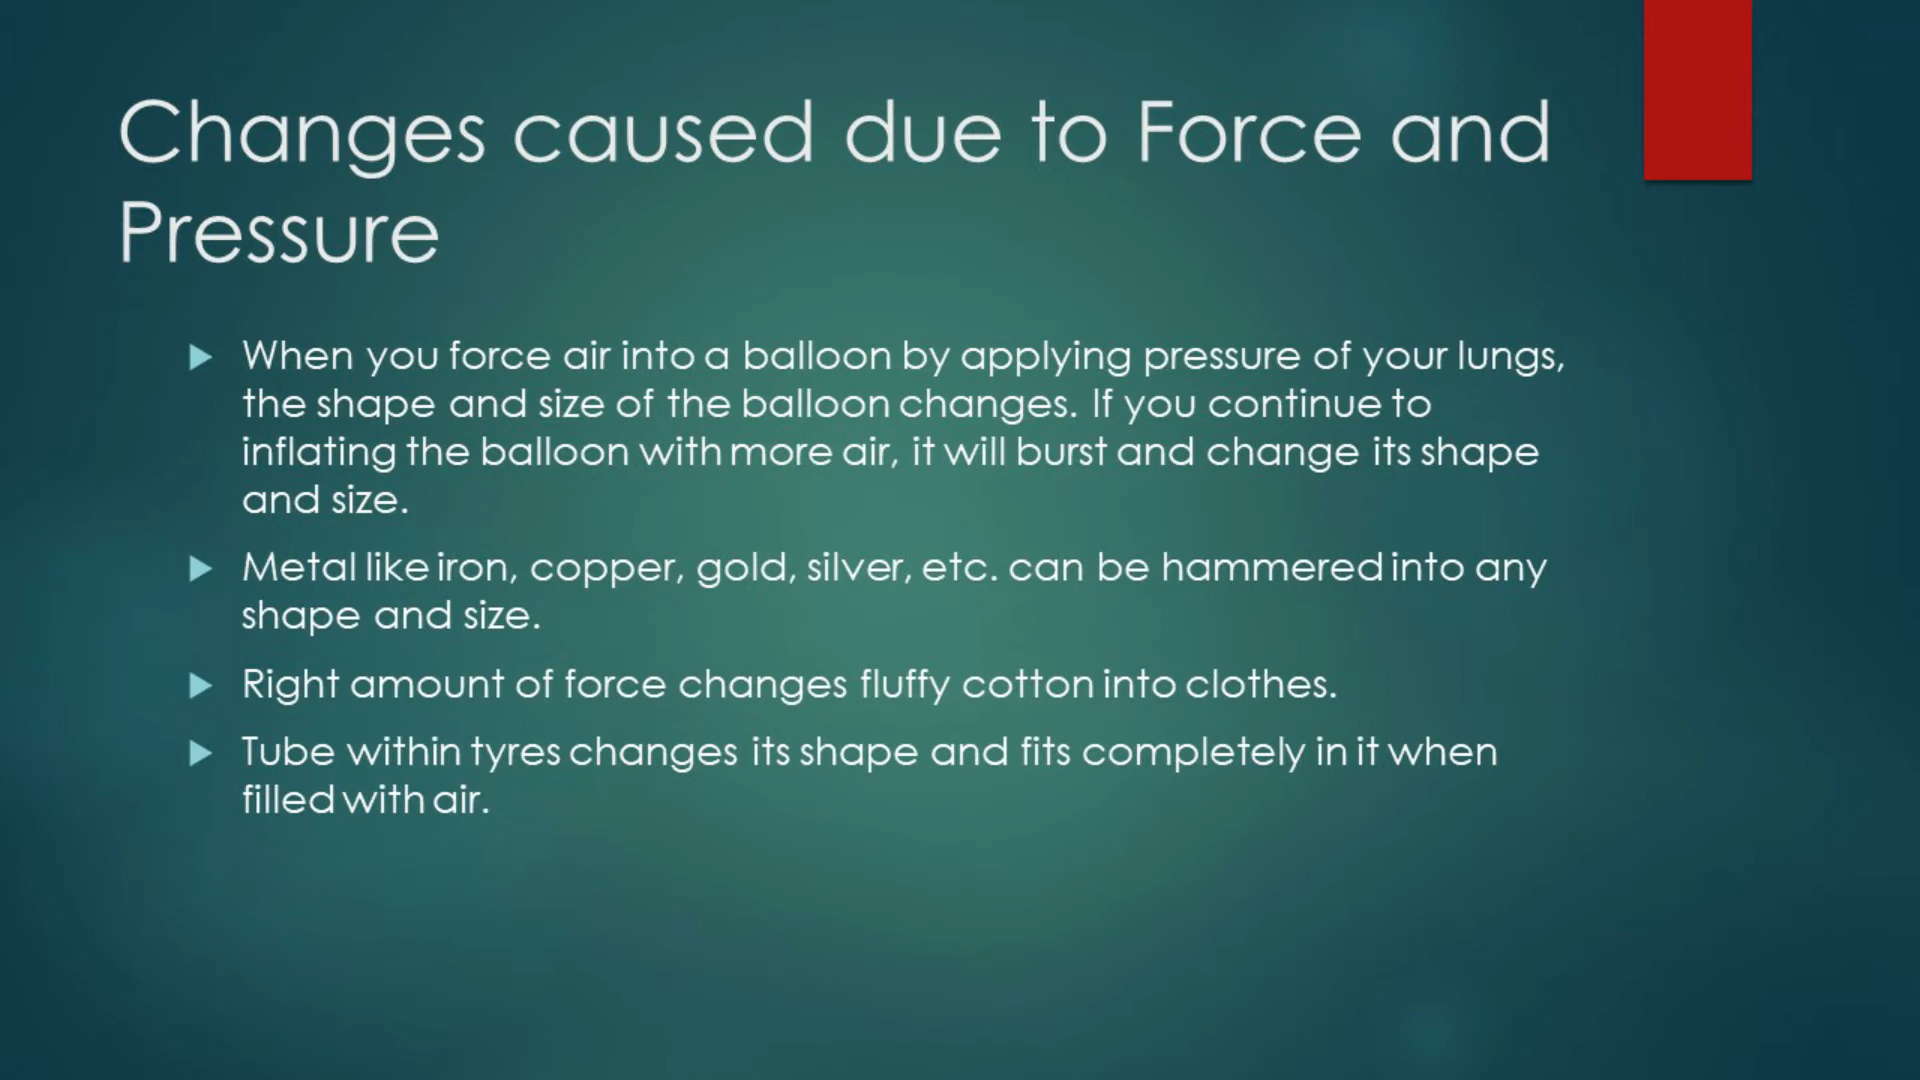 Changes caused due to Force and
Pressure
When you force air into a balloon by applying pressure of your lungs,
the shape and size of the balloon changes. If you continue to
inflating the balloon with more air, it will burst and change its shape
and size.
Metal like iron, copper, gold, silver, etc. can be hammered into any
shape and size.
Right amount of force changes fluffy cotton into clothes.
Tube within tyres changes its shape and fits completely in it when
filled with air.